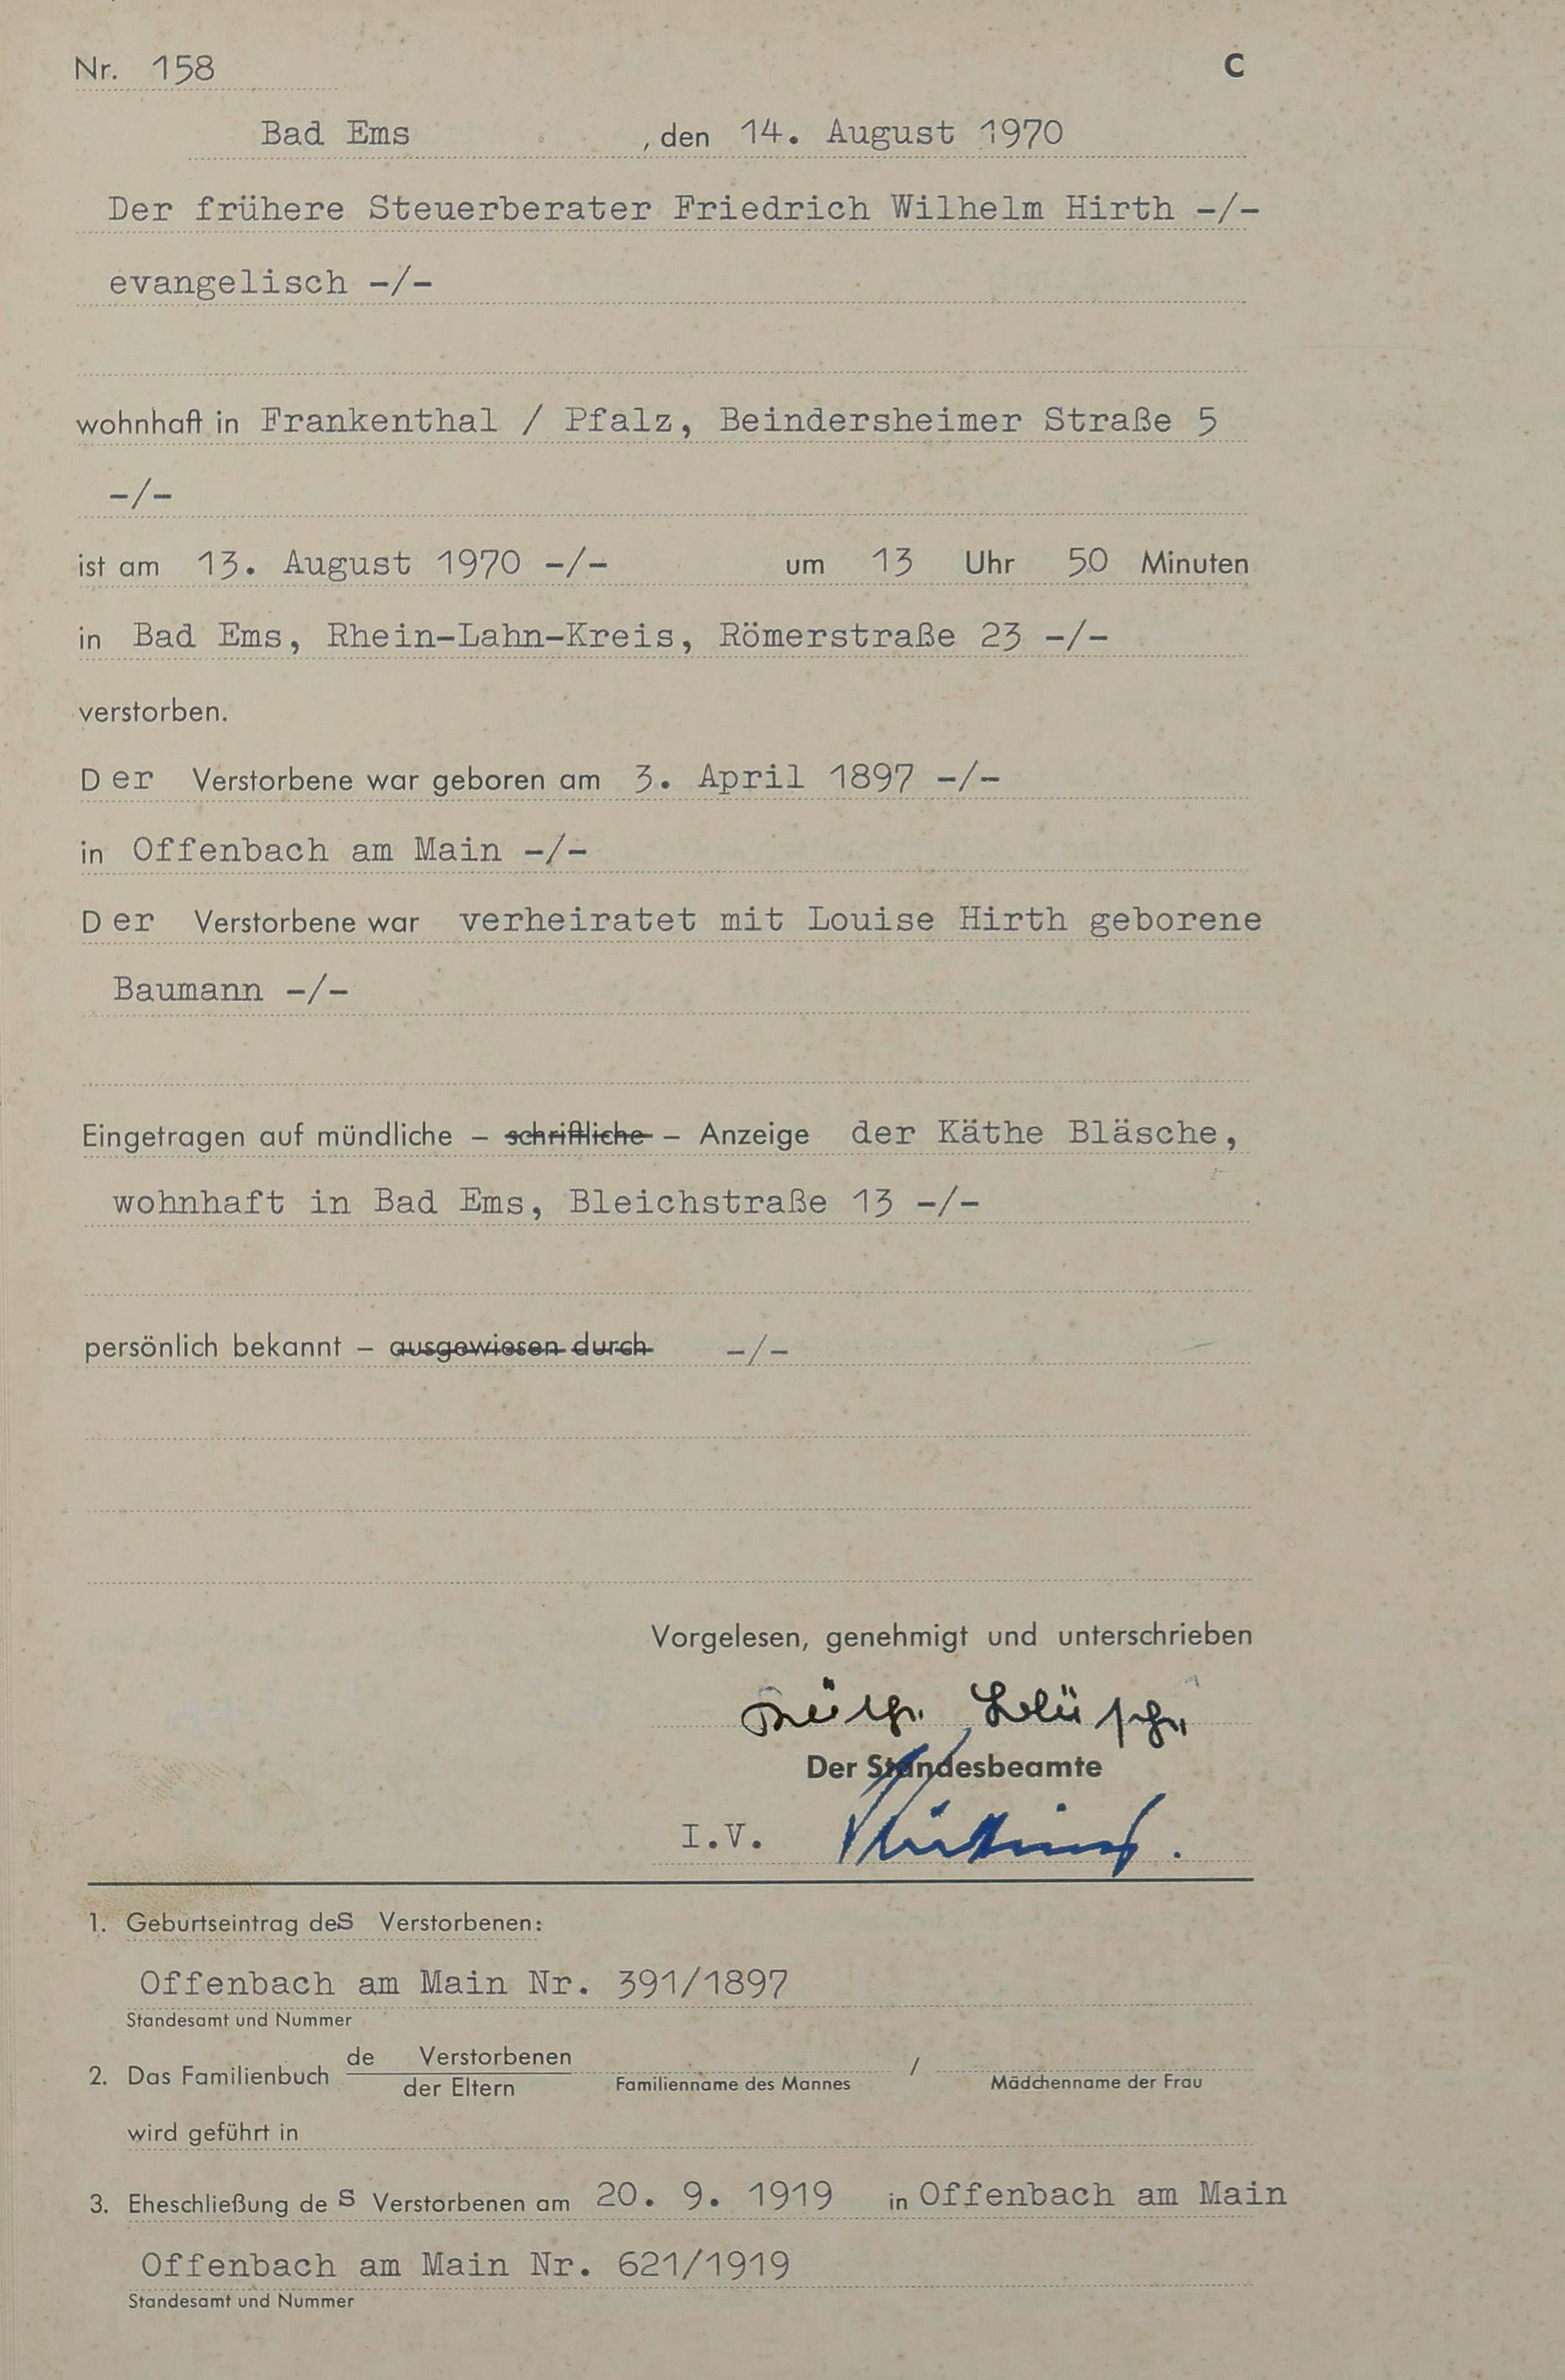 Nr. 158 C
Bad Ems , den 14. August 1970
Der frühere Steuerberater Friedrich Wilhelm Hirth -/-
evangelisch -/-
wohnhaft in Frankenthal / Pfalz, Beindersheimer Straße 5
-/-
ist am 13. August 1970 -/- um 13 Uhr 50 Minuten
in Bad Ems, Rhein-Lahn-Kreis, Römerstraße 23 -/-
verstorben.
Der Verstorbene war geboren am 3. April 1897 -/-
in Offenbach am Main -/-
Der Verstorbene war verheiratet mit Louise Hirth geborene
Baumann -/-
Eingetragen auf mündliche – schriftliche – Anzeige der Käthe Bläsche,
wohnhaft in Bad Ems, Bleichstraße 13 -/-
persönlich bekannt – ausgewiesen durch -/-
Vorgelesen, genehmigt und unterschrieben
Der Standesbeamte
I.V.
1. Geburtseintrag des Verstorbenen:
Offenbach am Main Nr. 391/1897
Standesamt und Nummer
2. Das Familienbuch de Verstorbenen
der Eltern
Familienname des Mannes / Mädchenname der Frau
wird geführt in
3. Eheschließung des Verstorbenen am 20. 9. 1919 in Offenbach am Main
Offenbach am Main Nr. 621/1919
Standesamt und Nummer